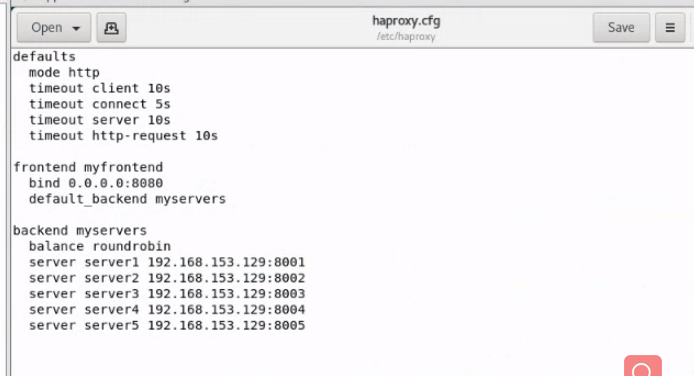 Open
haproxy.cfg
/etc/haproxy
Save
defaults
  mode http
  timeout client 10s
  timeout connect 5s
  timeout server 10s
  timeout http-request 10s

frontend myfrontend
  bind 0.0.0.0:8080
  default_backend myservers

backend myservers
  balance roundrobin
  server server1 192.168.153.129:8001
  server server2 192.168.153.129:8002
  server server3 192.168.153.129:8003
  server server4 192.168.153.129:8004
  server server5 192.168.153.129:8005